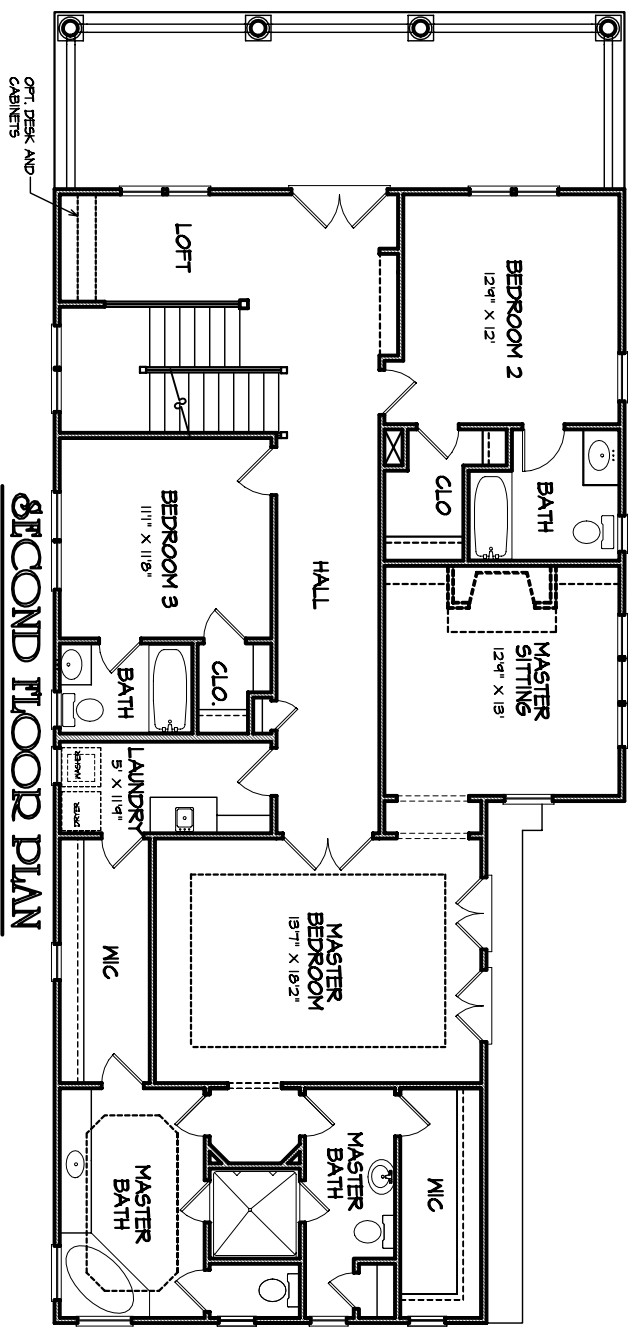 OPT. DESK AND
CABINETS
LOFT
BEDROOM 2
12'9" X 12'
CLO
BATH
BEDROOM 3
11'1" X 11'8"
HALL
MASTER
SITTING
12'9" X 13'
CLO.
BATH
LAUNDRY
5' X 11'9"
WASHER
DRYER
WIC
MASTER
BEDROOM
13'7" X 18'2"
MASTER
BATH
MASTER
BATH
WIC
SECOND FLOOR PLAN